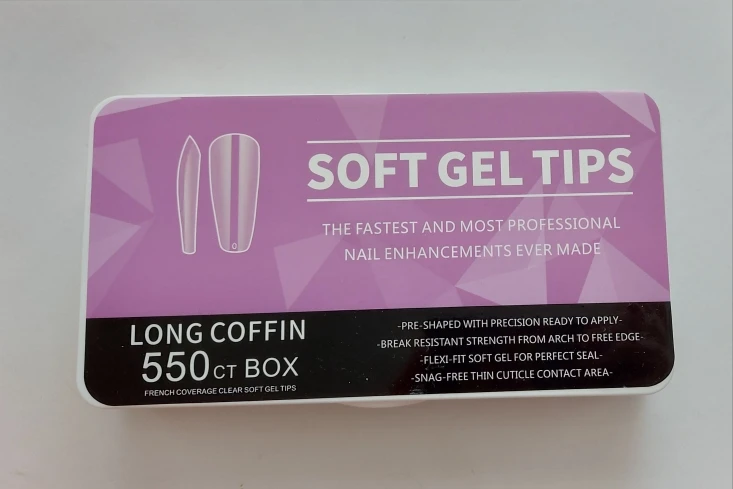 SOFT GEL TIPS
THE FASTEST AND MOST PROFESSIONAL
NAIL ENHANCEMENTS EVER MADE
LONG COFFIN
550CT BOX
FRENCH COVERAGE CLEAR SOFT GEL TIPS
-PRE-SHAPED WITH PRECISION READY TO APPLY-
-BREAK RESISTANT STRENGTH FROM ARCH TO FREE EDGE-
-FLEXI-FIT SOFT GEL FOR PERFECT SEAL-
-SNAG-FREE THIN CUTICLE CONTACT AREA-
0